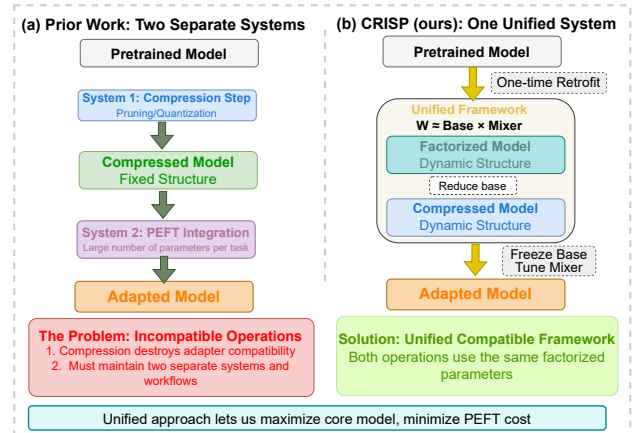 (a) Prior Work: Two Separate Systems
Pretrained Model
System 1: Compression Step
Pruning/Quantization
Compressed Model
Fixed Structure
System 2: PEFT Integration
Large number of parameters per task
Adapted Model
The Problem: Incompatible Operations
1. Compression destroys adapter compatibility
2. Must maintain two separate systems and
workflows
(b) CRISP (ours): One Unified System
Pretrained Model
One-time Retrofit
Unified Framework
W ≈ Base × Mixer
Factorized Model
Dynamic Structure
Reduce base
Compressed Model
Dynamic Structure
Freeze Base
Tune Mixer
Adapted Model
Solution: Unified Compatible Framework
Both operations use the same factorized
parameters
Unified approach lets us maximize core model, minimize PEFT cost